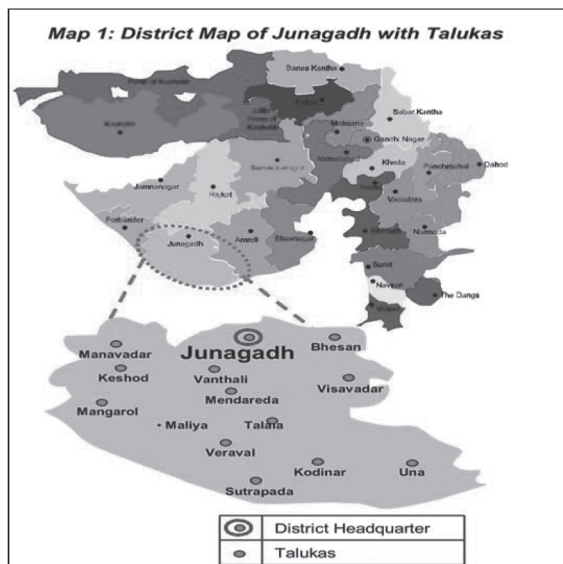 Map 1: District Map of Junagadh with Talukas
Banas Kantha
Patan
Sabar Kantha
Mehsana
Gandhi Nagar
Kheda
Panchmahal
Dahod
Vadodara
Narmada
Surat
Navsari
The Dangs
Jamnagar
Rajkot
Porbander
Junagadh
Amreli
Bhavnagar
Junagadh
Bhesan
Manavadar
Keshod
Vanthali
Visavadar
Mendareda
Mangarol
Maliya
Talala
Veraval
Kodinar
Una
Sutrapada
District Headquarter
Talukas